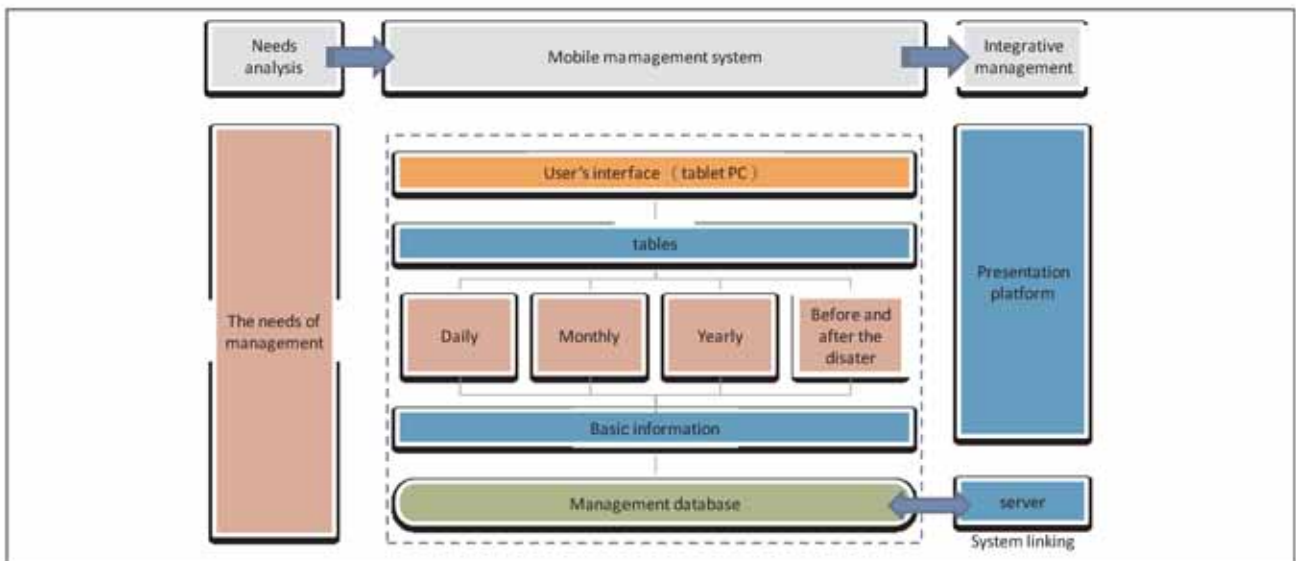 Needs
analysis
Mobile mamagement system
Integrative
management
The needs of
management
User's interface ( tablet PC )
tables
Daily
Monthly
Yearly
Before and
after the
disater
Basic information
Management database
Presentation
platform
server
System linking